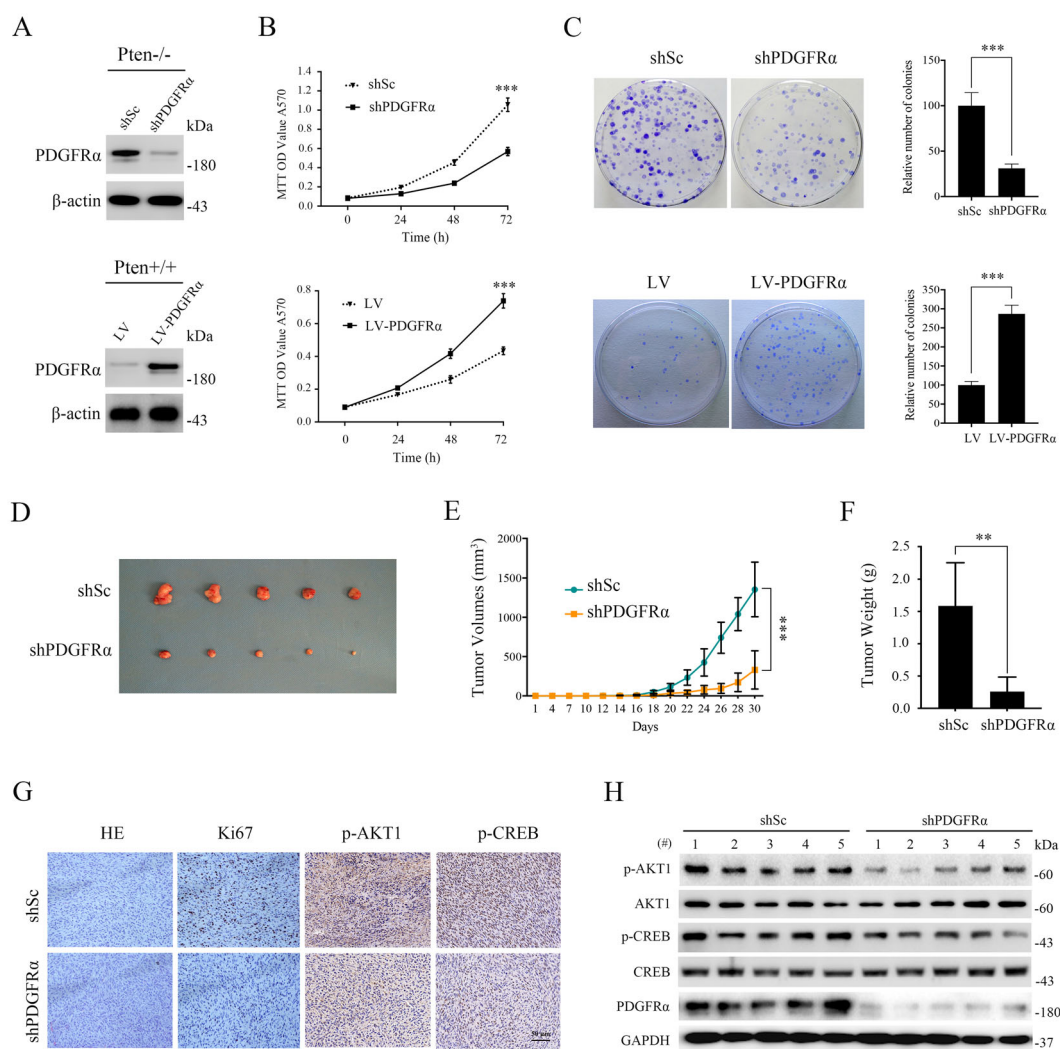 A
Pten-/-
shSc
shPDGFRα
kDa
PDGFRα
-180
β-actin
-43
Pten+/+
LV
LV-PDGFRα
kDa
PDGFRα
-180
β-actin
-43
B
MTT OD Value A570
1.4
1.2
1.0
0.8
0.6
0.4
0.2
0.0
shSc
shPDGFRα
***
0 24 48 72
Time (h)
MTT OD Value A570
0.8
0.6
0.4
0.2
0.0
LV
LV-PDGFRα
***
0 24 48 72
Time (h)
C
shSc shPDGFRα
Relative number of colonies
150
100
50
0
***
shSc shPDGFRα
LV LV-PDGFRα
Relative number of colonies
350
300
250
200
150
100
50
0
***
LV LV-PDGFRα
D
shSc
shPDGFRα
E
Tumor Volumes (mm³)
2000
1500
1000
500
0
shSc
shPDGFRα
***
1 4 7 10 12 14 16 18 20 22 24 26 28 30
Days
F
Tumor Weight (g)
2.5
2.0
1.5
1.0
0.5
0.0
**
shSc shPDGFRα
G
HE Ki67 p-AKT1 p-CREB
shSc
shPDGFRα
50 μm
H
shSc shPDGFRα
(#) 1 2 3 4 5 1 2 3 4 5 kDa
p-AKT1 -60
AKT1 -60
p-CREB -43
CREB -43
PDGFRα -180
GAPDH -37